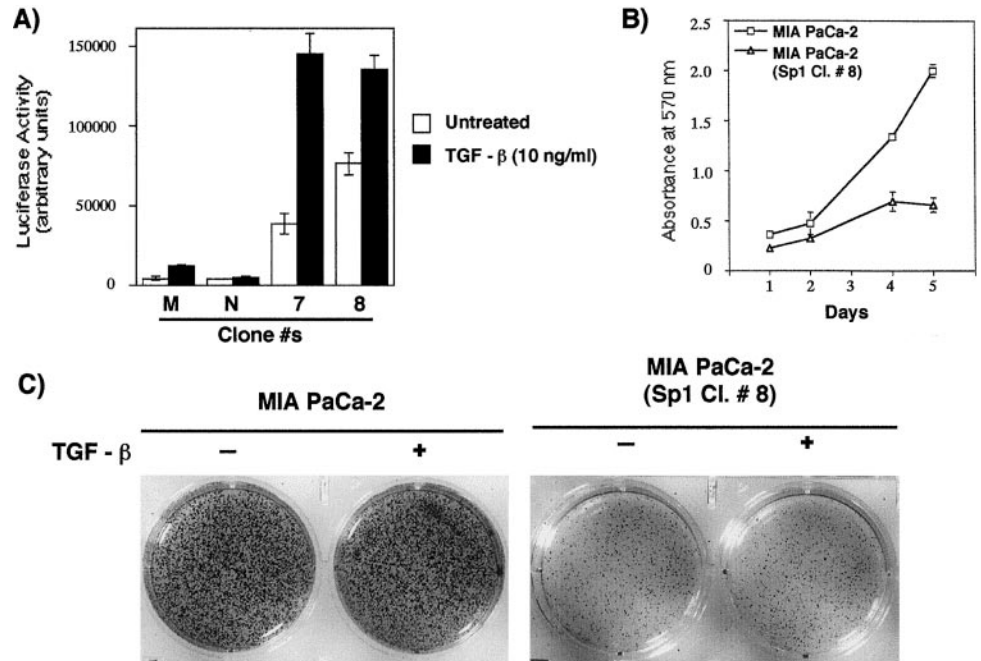 A)
Luciferase Activity
(arbitrary units)
150000
100000
50000
0
M N 7 8
Clone #s
Untreated
TGF - β (10 ng/ml)
B)
MIA PaCa-2
MIA PaCa-2
(Sp1 Cl. # 8)
Absorbance at 570 nm
2.5
2.0
1.5
1.0
0.5
0
1 2 3 4 5
Days
C)
MIA PaCa-2
MIA PaCa-2
(Sp1 Cl. # 8)
TGF - β − + − +